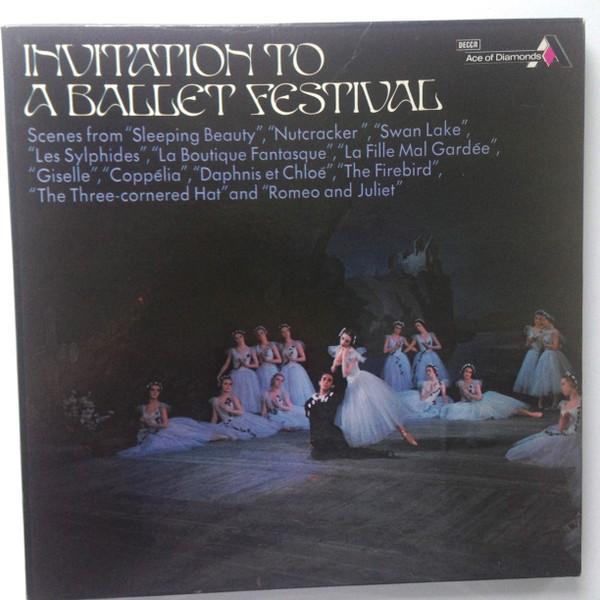 INVITATION TO
A BALLET FESTIVAL
DECCA
Ace of Diamonds
Scenes from "Sleeping Beauty", "Nutcracker ", "Swan Lake",
"Les Sylphides", "La Boutique Fantasque", "La Fille Mal Gardée",
"Giselle", "Coppélia", "Daphnis et Chloé", "The Firebird",
"The Three-cornered Hat" and "Romeo and Juliet"